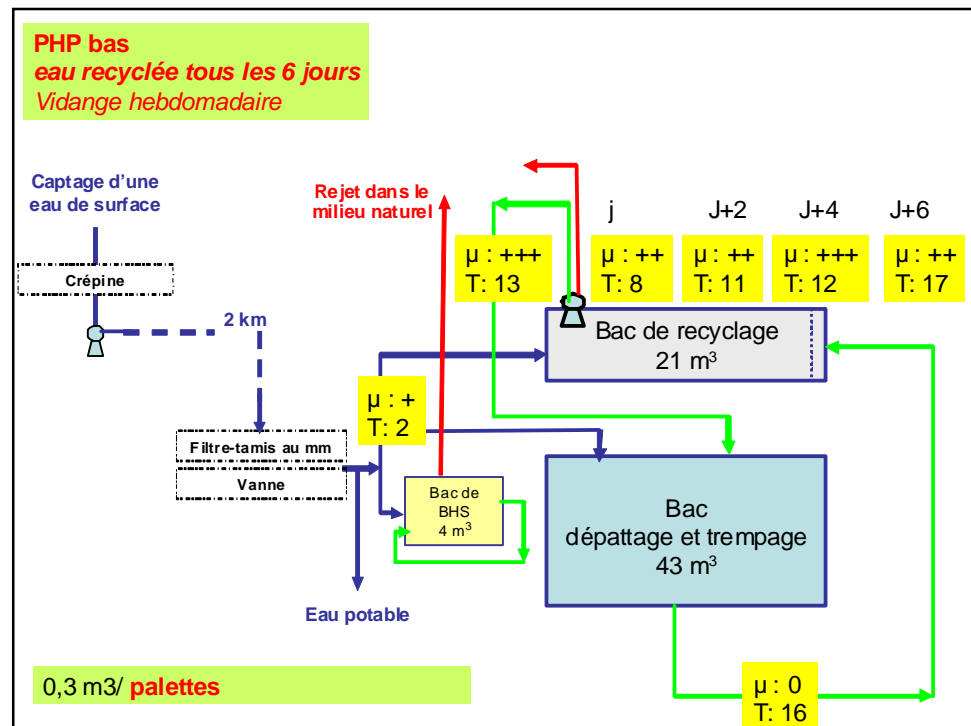 PHP bas
eau recyclée tous les 6 jours
Vidange hebdomadaire
Captage d'une
eau de surface
Crépine
2 km
Filtre-tamis au mm
Vanne
Eau potable
Rejet dans le
milieu naturel
j
J+2
J+4
J+6
µ : +++
T: 13
µ : ++
T: 8
µ : ++
T: 11
µ : +++
T: 12
µ : ++
T: 17
Bac de recyclage
21 m³
µ : +
T: 2
Bac de
BHS
4 m³
Bac
dépattage et trempage
43 m³
µ : 0
T: 16
0,3 m3/ palettes